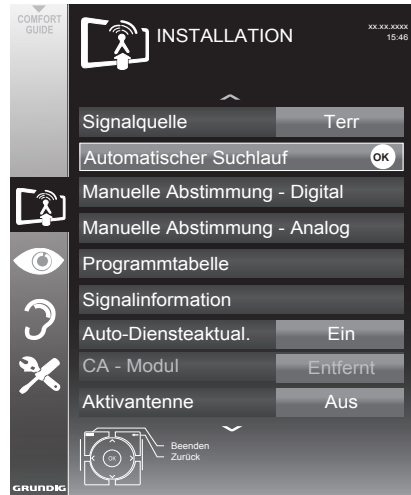 COMFORT
GUIDE
INSTALLATION
xx.xx.xxxx
15:46
Signalquelle Terr
Automatischer Suchlauf OK
Manuelle Abstimmung - Digital
Manuelle Abstimmung - Analog
Programmtabelle
Signalinformation
Auto-Diensteaktual. Ein
CA - Modul Entfernt
Aktivantenne Aus
Beenden
Zurück
OK
GRUNDIG